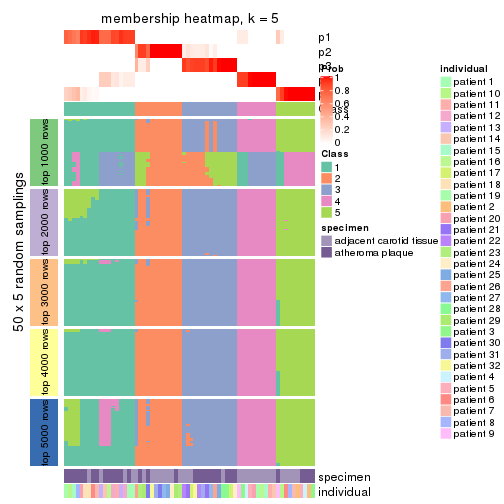 membership heatmap, k = 5
p1
p2
Prob
1
0.8
0.6
0.4
0.2
0
Class
1
2
3
4
5
specimen
adjacent carotid tissue
atheroma plaque
individual
patient 1
patient 10
patient 11
patient 12
patient 13
patient 14
patient 15
patient 16
patient 17
patient 18
patient 19
patient 2
patient 20
patient 21
patient 22
patient 23
patient 24
patient 25
patient 26
patient 27
patient 28
patient 29
patient 3
patient 30
patient 31
patient 32
patient 4
patient 5
patient 6
patient 7
patient 8
patient 9
50 x 5 random samplings
top 1000 rows
top 2000 rows
top 3000 rows
top 4000 rows
top 5000 rows
specimen
individual